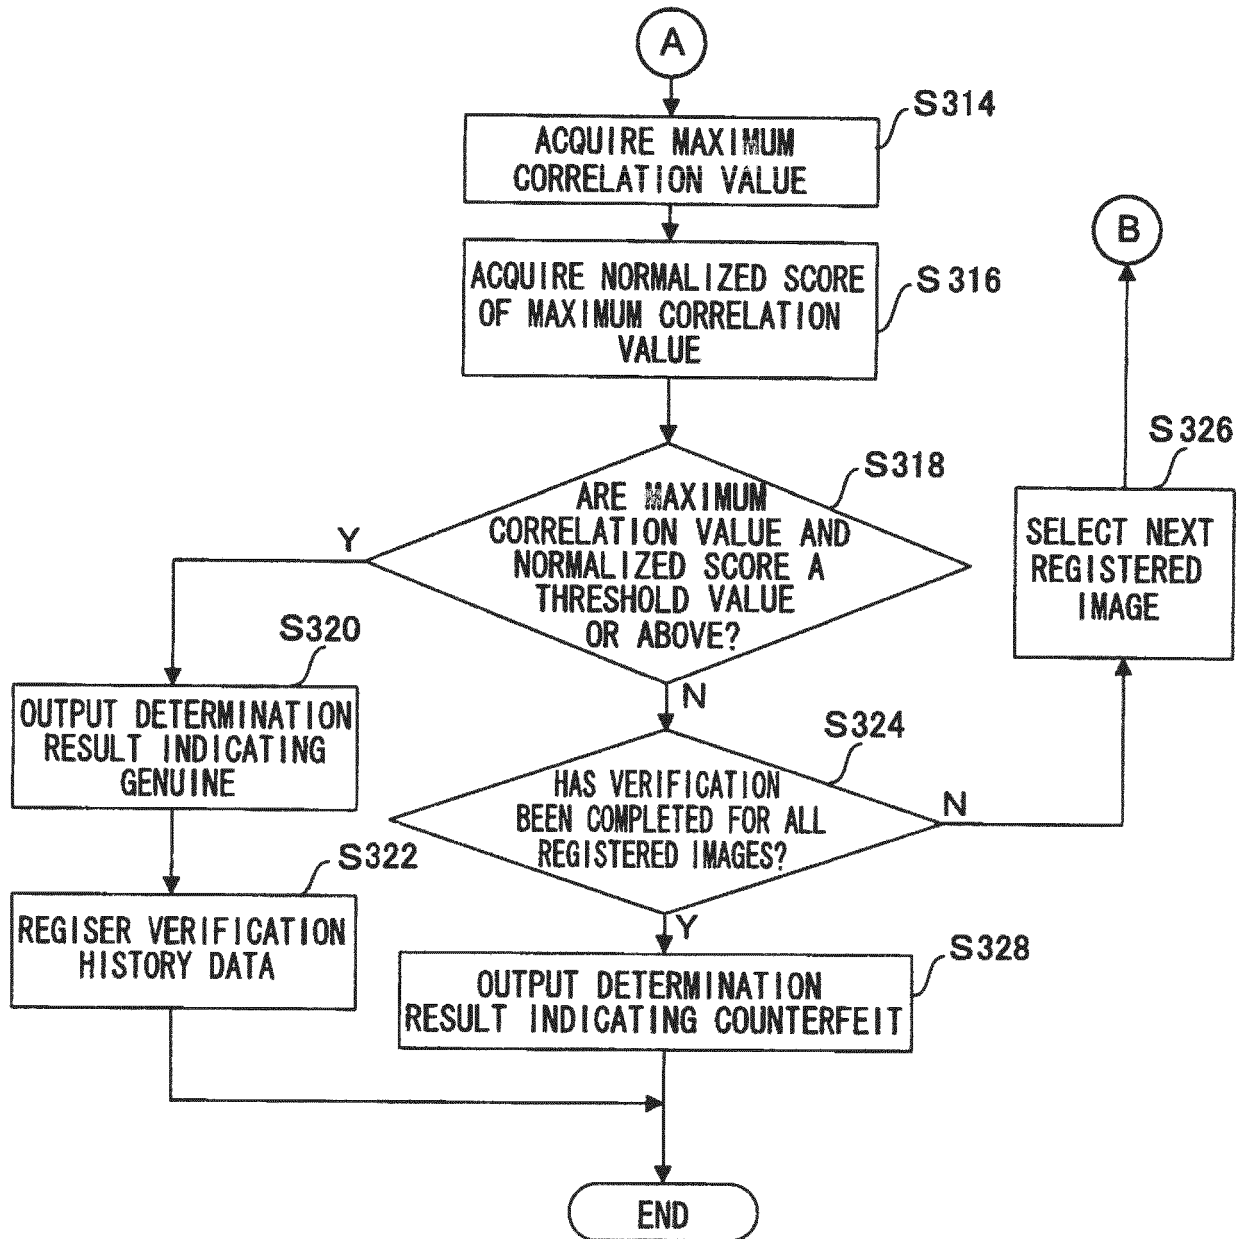 A
S314
ACQUIRE MAXIMUM
CORRELATION VALUE
B
S316
ACQUIRE NORMALIZED SCORE
OF MAXIMUM CORRELATION
VALUE
S326
SELECT NEXT
REGISTERED
IMAGE
S318
ARE MAXIMUM
CORRELATION VALUE AND
NORMALIZED SCORE A
THRESHOLD VALUE
OR ABOVE?
Y
N
S320
OUTPUT DETERMINATION
RESULT INDICATING
GENUINE
S324
HAS VERIFICATION
BEEN COMPLETED FOR ALL
REGISTERED IMAGES?
N
Y
S322
REGISER VERIFICATION
HISTORY DATA
S328
OUTPUT DETERMINATION
RESULT INDICATING COUNTERFEIT
END